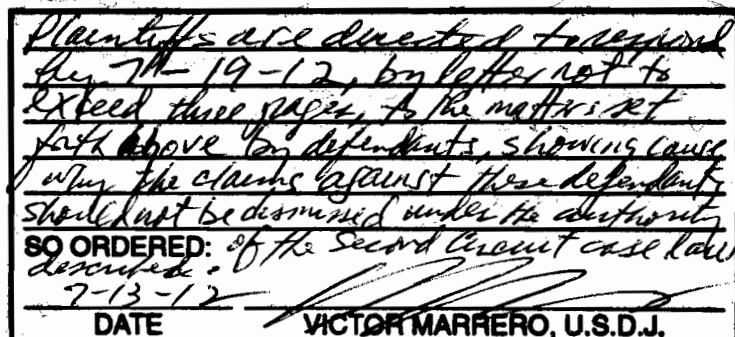 Plaintiffs are directed to respond
by 7-19-12, by letter not to
exceed three pages, to the matters set
forth above by defendants, showing cause
why the claims against these defendants
should not be dismissed under the authority
SO ORDERED: of the Second Circuit case law
described.
7-13-12
DATE VICTOR MARRERO, U.S.D.J.